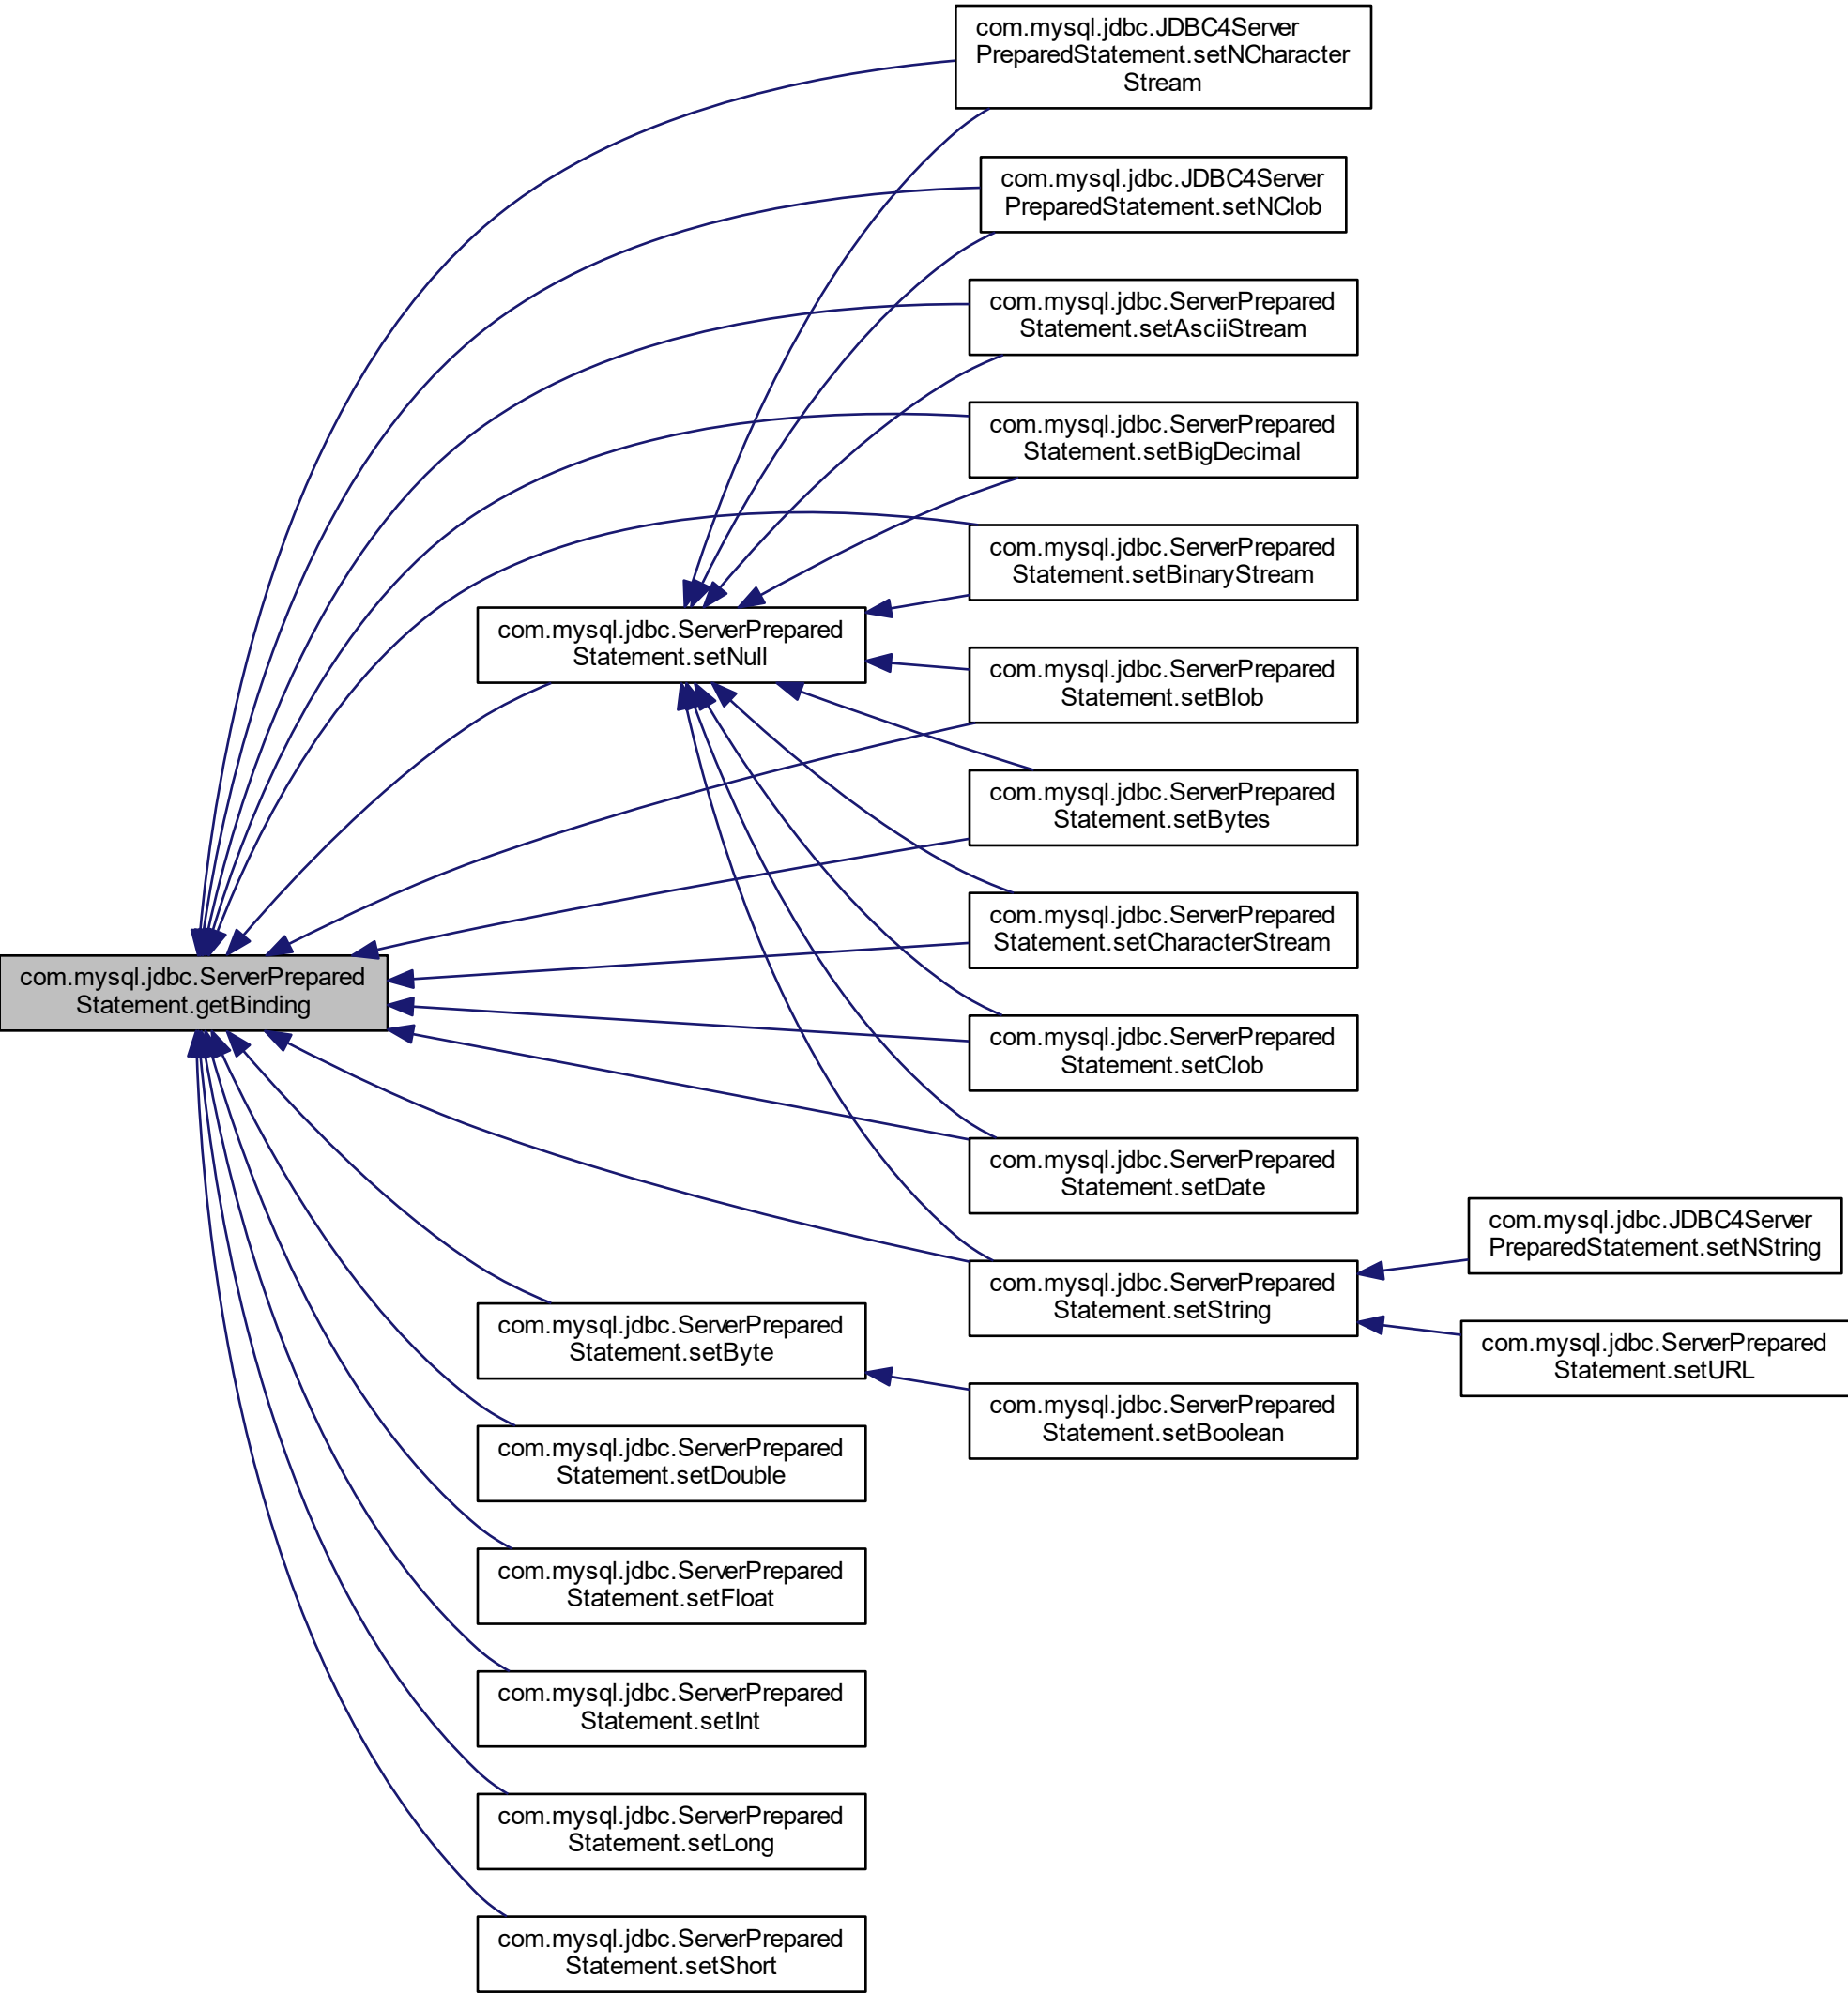 com.mysql.jdbc.JDBC4Server
PreparedStatement.setNCharacter
Stream
com.mysql.jdbc.JDBC4Server
PreparedStatement.setNClob
com.mysql.jdbc.ServerPrepared
Statement.setAsciiStream
com.mysql.jdbc.ServerPrepared
Statement.setBigDecimal
com.mysql.jdbc.ServerPrepared
Statement.setBinaryStream
com.mysql.jdbc.ServerPrepared
Statement.setNull
com.mysql.jdbc.ServerPrepared
Statement.setBlob
com.mysql.jdbc.ServerPrepared
Statement.setBytes
com.mysql.jdbc.ServerPrepared
Statement.setCharacterStream
com.mysql.jdbc.ServerPrepared
Statement.getBinding
com.mysql.jdbc.ServerPrepared
Statement.setClob
com.mysql.jdbc.ServerPrepared
Statement.setDate
com.mysql.jdbc.JDBC4Server
PreparedStatement.setNString
com.mysql.jdbc.ServerPrepared
Statement.setString
com.mysql.jdbc.ServerPrepared
Statement.setURL
com.mysql.jdbc.ServerPrepared
Statement.setByte
com.mysql.jdbc.ServerPrepared
Statement.setBoolean
com.mysql.jdbc.ServerPrepared
Statement.setDouble
com.mysql.jdbc.ServerPrepared
Statement.setFloat
com.mysql.jdbc.ServerPrepared
Statement.setInt
com.mysql.jdbc.ServerPrepared
Statement.setLong
com.mysql.jdbc.ServerPrepared
Statement.setShort